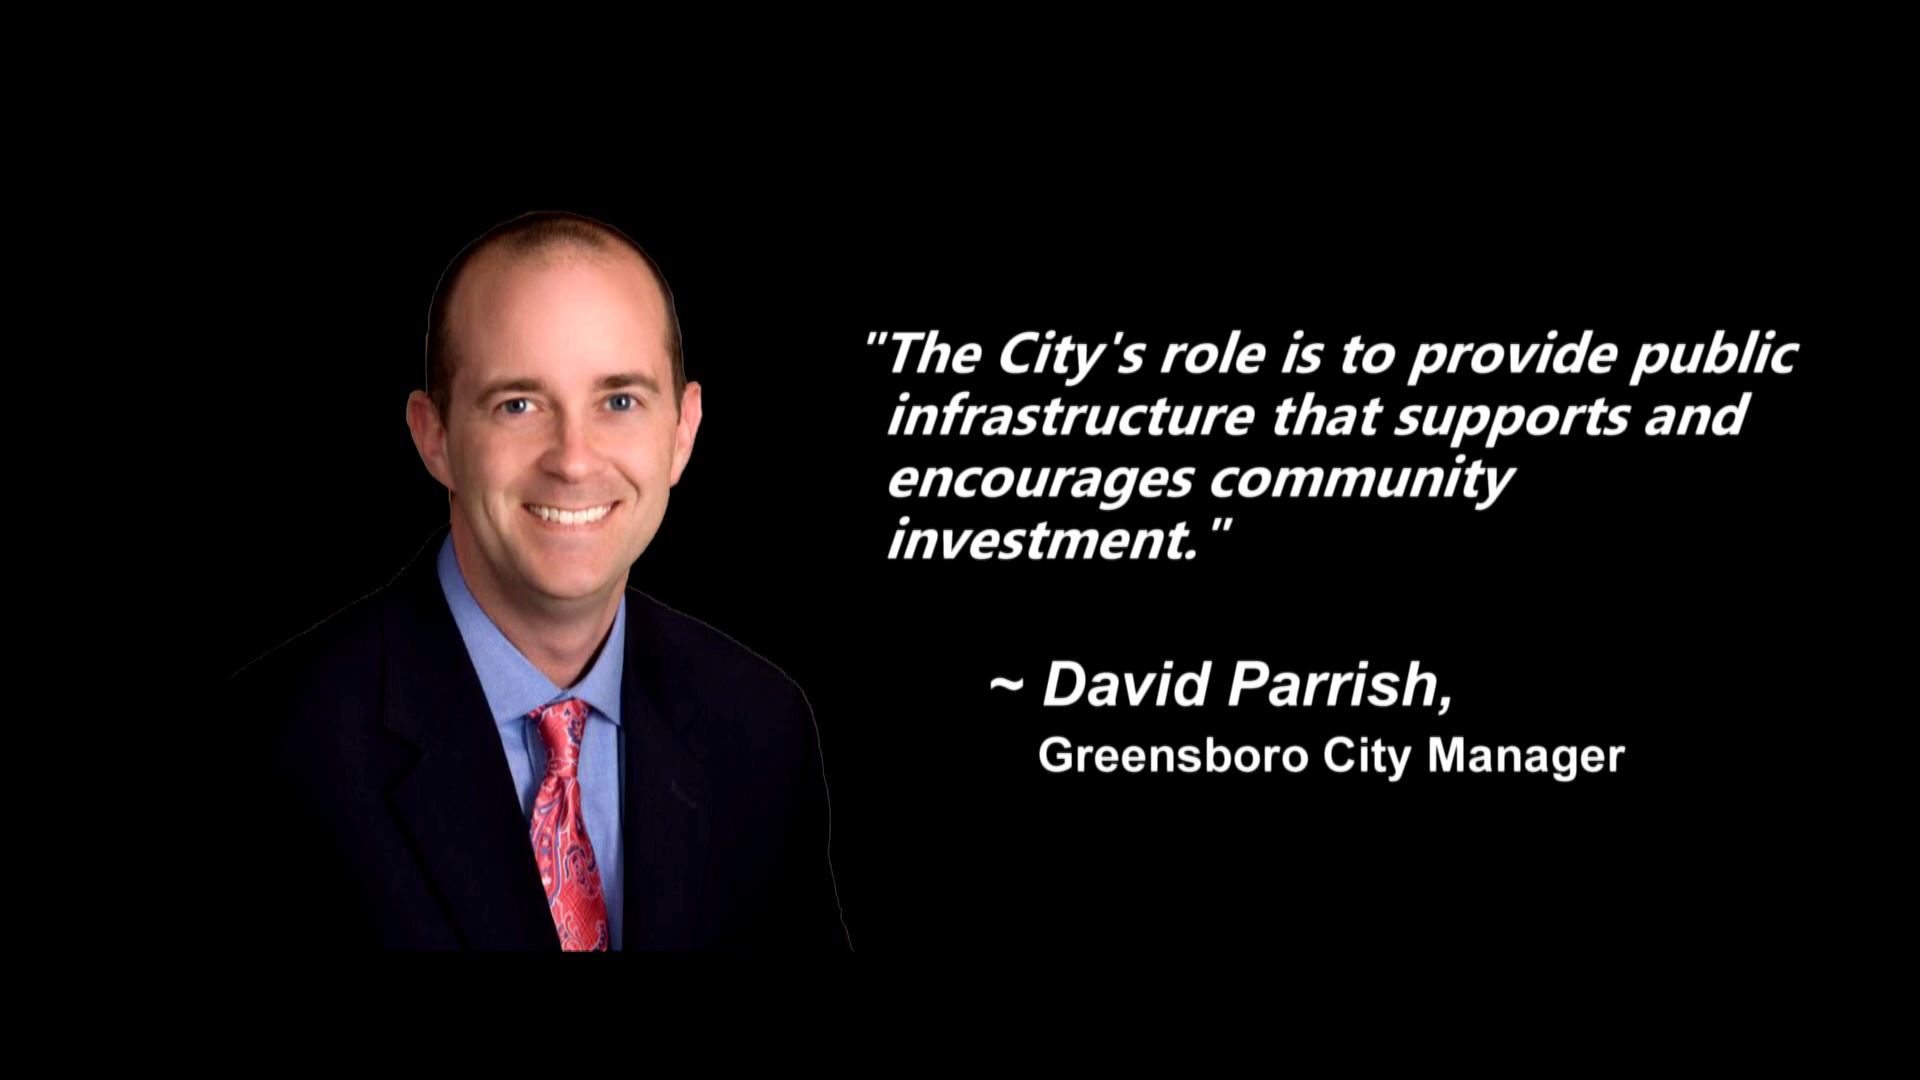 "The City's role is to provide public
infrastructure that supports and
encourages community
investment."
~ David Parrish,
Greensboro City Manager